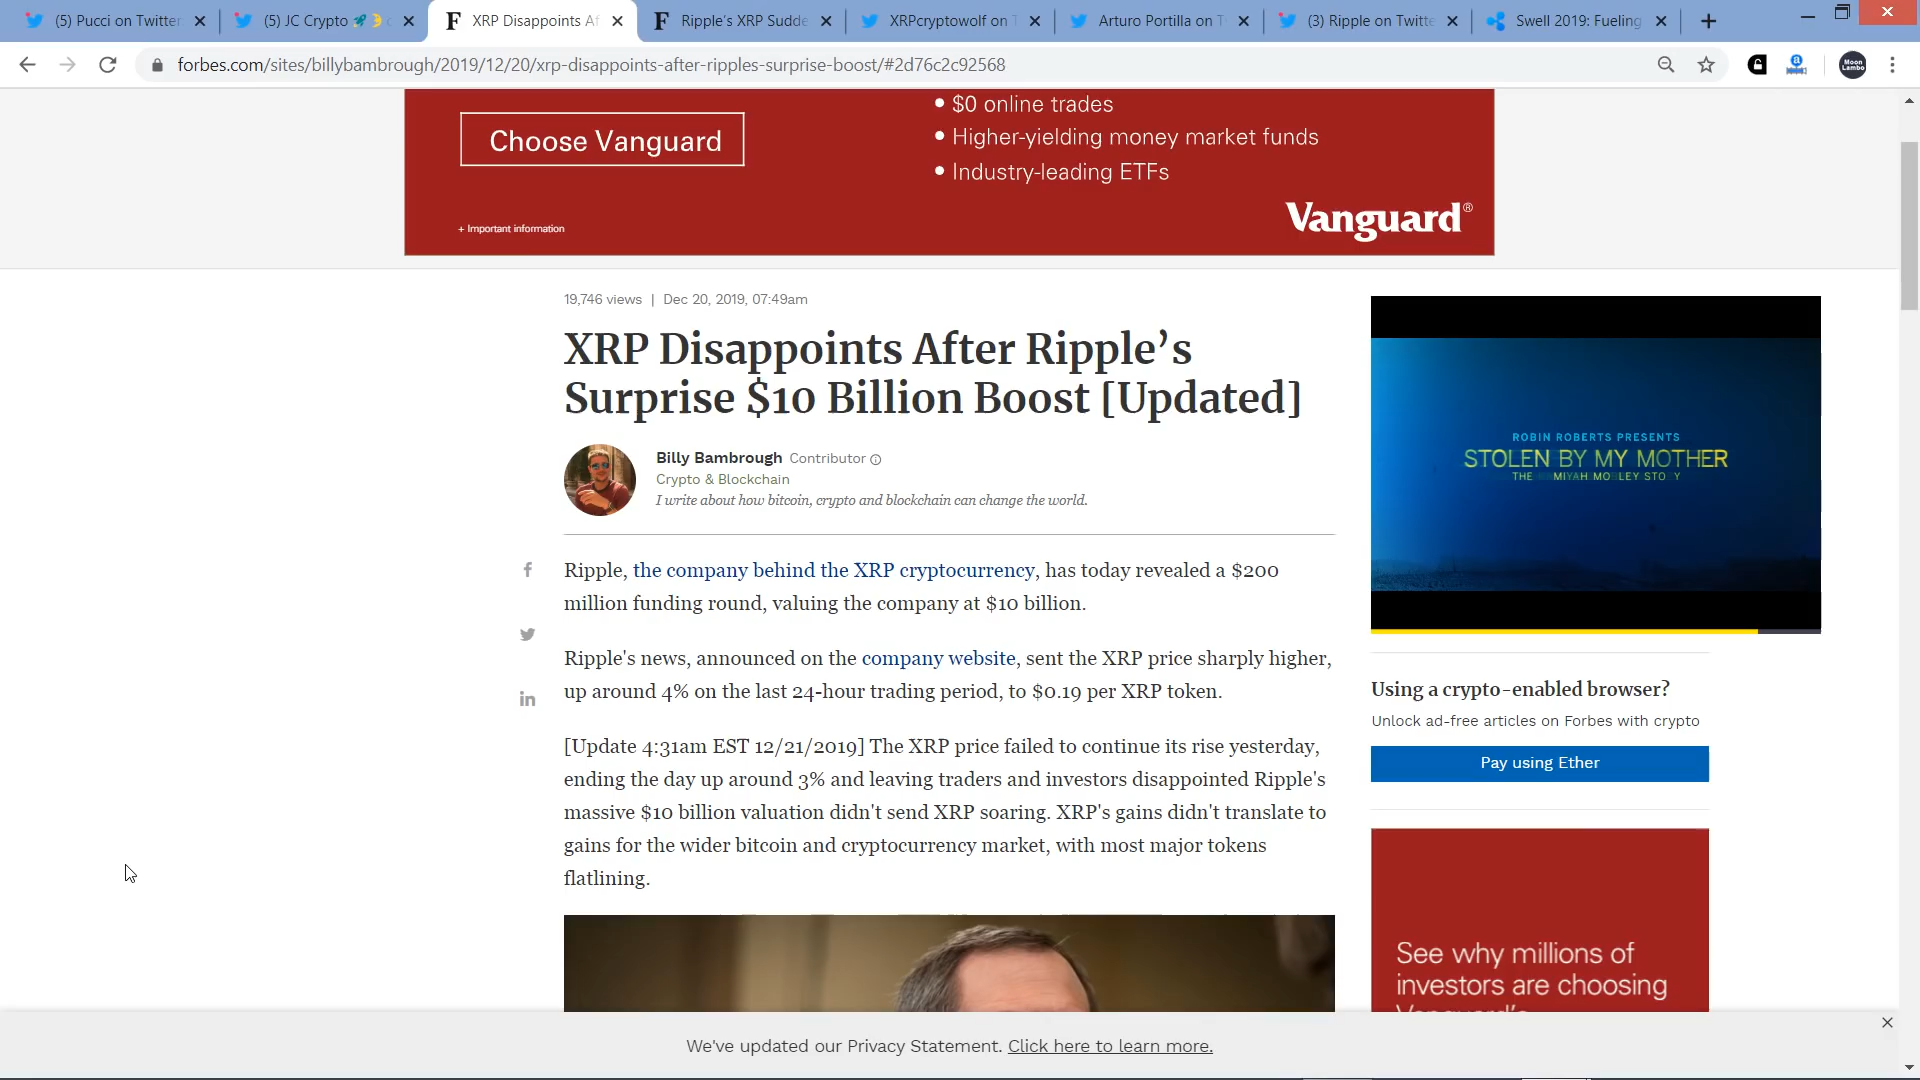 (5) Pucci on Twitter
(5) JC Crypto 🚀🌛
XRP Disappoints Af
Ripple's XRP Sudde
XRPcryptowolf on T
Arturo Portilla on T
(3) Ripple on Twitte
Swell 2019: Fueling
forbes.com/sites/billybambrough/2019/12/20/xrp-disappoints-after-ripples-surprise-boost/#2d76c2c92568
Moon
Lambo
Choose Vanguard
+ Important information
• $0 online trades
• Higher-yielding money market funds
• Industry-leading ETFs
Vanguard®
19,746 views | Dec 20, 2019, 07:49am
XRP Disappoints After Ripple's
Surprise $10 Billion Boost [Updated]
Billy Bambrough Contributor
Crypto & Blockchain
I write about how bitcoin, crypto and blockchain can change the world.
Ripple, the company behind the XRP cryptocurrency, has today revealed a $200
million funding round, valuing the company at $10 billion.
Ripple's news, announced on the company website, sent the XRP price sharply higher,
up around 4% on the last 24-hour trading period, to $0.19 per XRP token.
[Update 4:31am EST 12/21/2019] The XRP price failed to continue its rise yesterday,
ending the day up around 3% and leaving traders and investors disappointed Ripple's
massive $10 billion valuation didn't send XRP soaring. XRP's gains didn't translate to
gains for the wider bitcoin and cryptocurrency market, with most major tokens
flatlining.
ROBIN ROBERTS PRESENTS
STOLEN BY MY MOTHER
THE MIYAH MOBLEY STO Y
Using a crypto-enabled browser?
Unlock ad-free articles on Forbes with crypto
Pay using Ether
See why millions of
investors are choosing
We've updated our Privacy Statement. Click here to learn more.